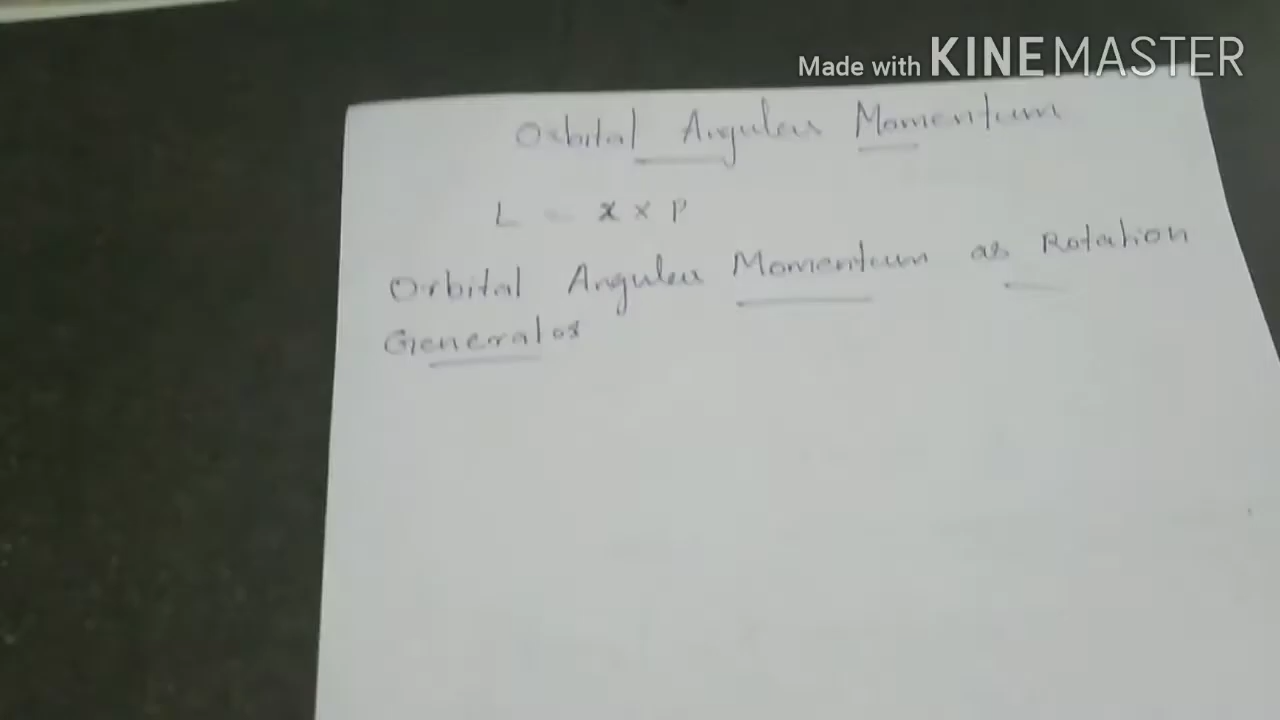 Made with KINEMASTER
Orbital Angular Momentum
L = x × p
Orbital Angular Momentum as Rotation
Generator